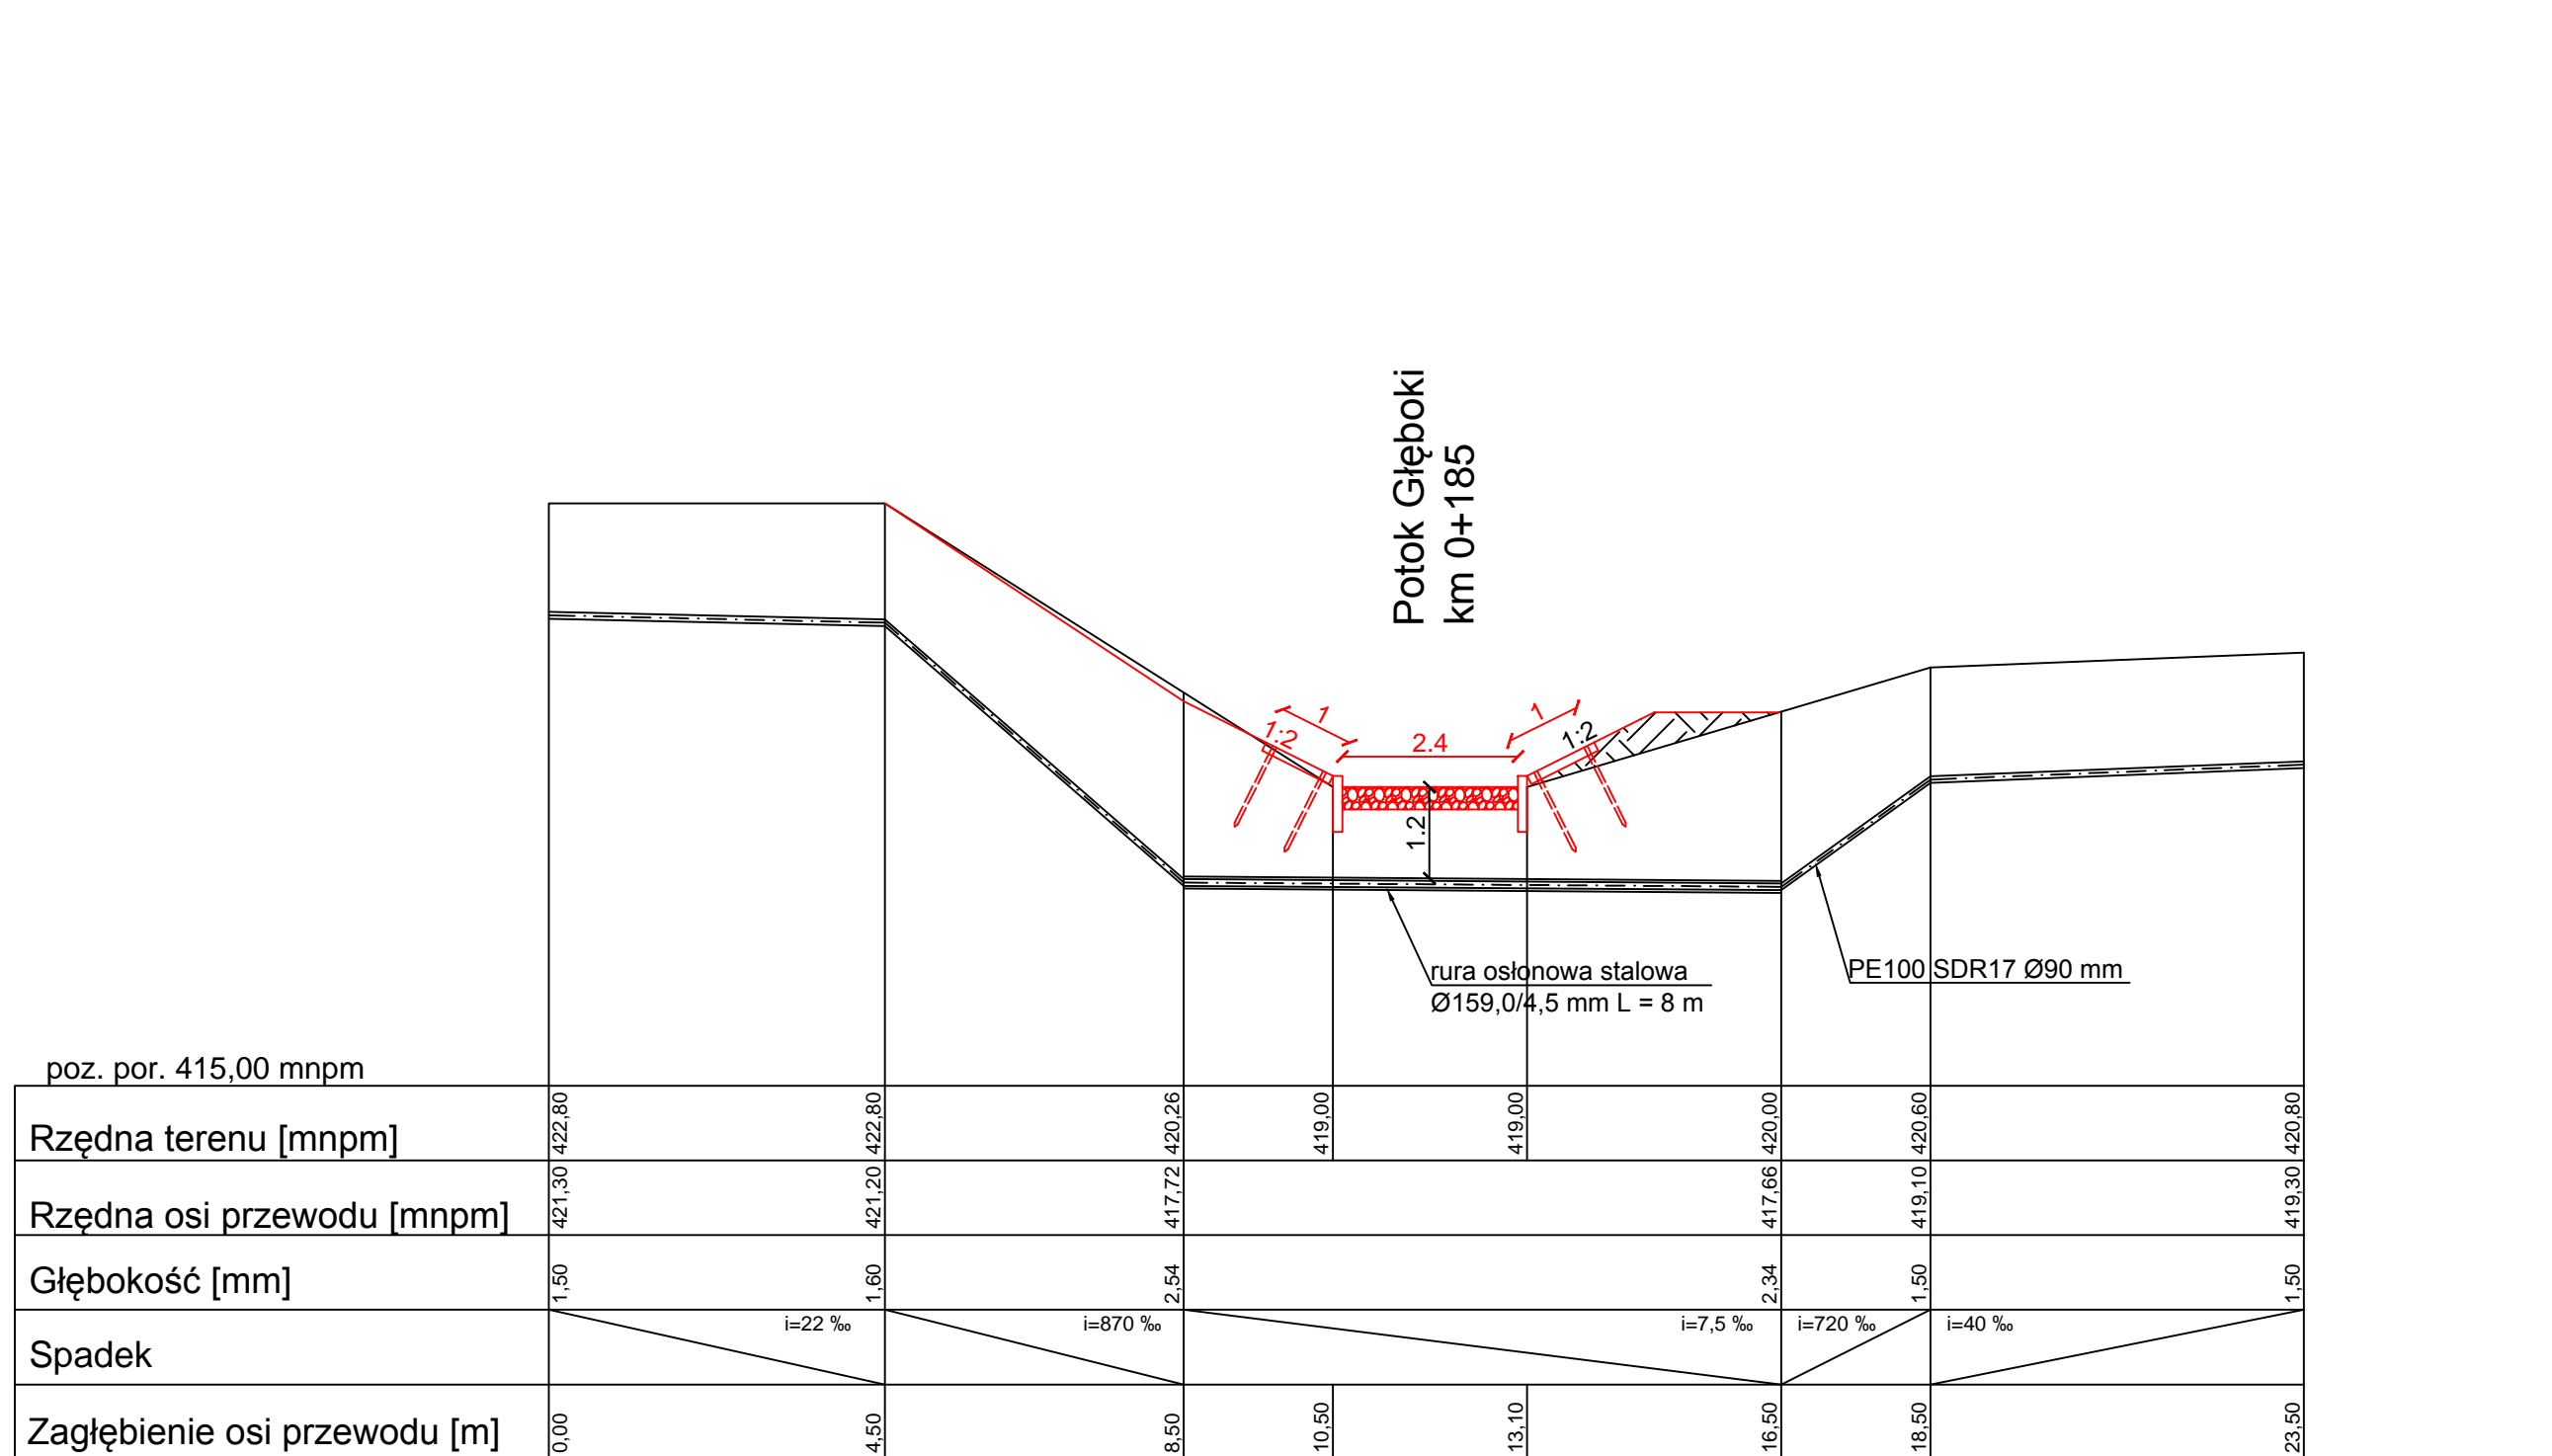 Potok Głęboki
km 0+185
1
1:2
2.4
1
1:2
1.2
rura osłonowa stalowa
Ø159,0/4,5 mm L = 8 m
PE100 SDR17 Ø90 mm
poz. por. 415,00 mnpm
Rzędna terenu [mnpm] 422,80 422,80 420,26 419,00 419,00 420,00 420,60 420,80
Rzędna osi przewodu [mnpm] 421,30 421,20 417,72 417,66 419,10 419,30
Głębokość [mm] 1,50 1,60 2,54 2,34 1,50 1,50
Spadek i=22 ‰ i=870 ‰ i=7,5 ‰ i=720 ‰ i=40 ‰
Zagłębienie osi przewodu [m] 0,00 4,50 8,50 10,50 13,10 16,50 18,50 23,50